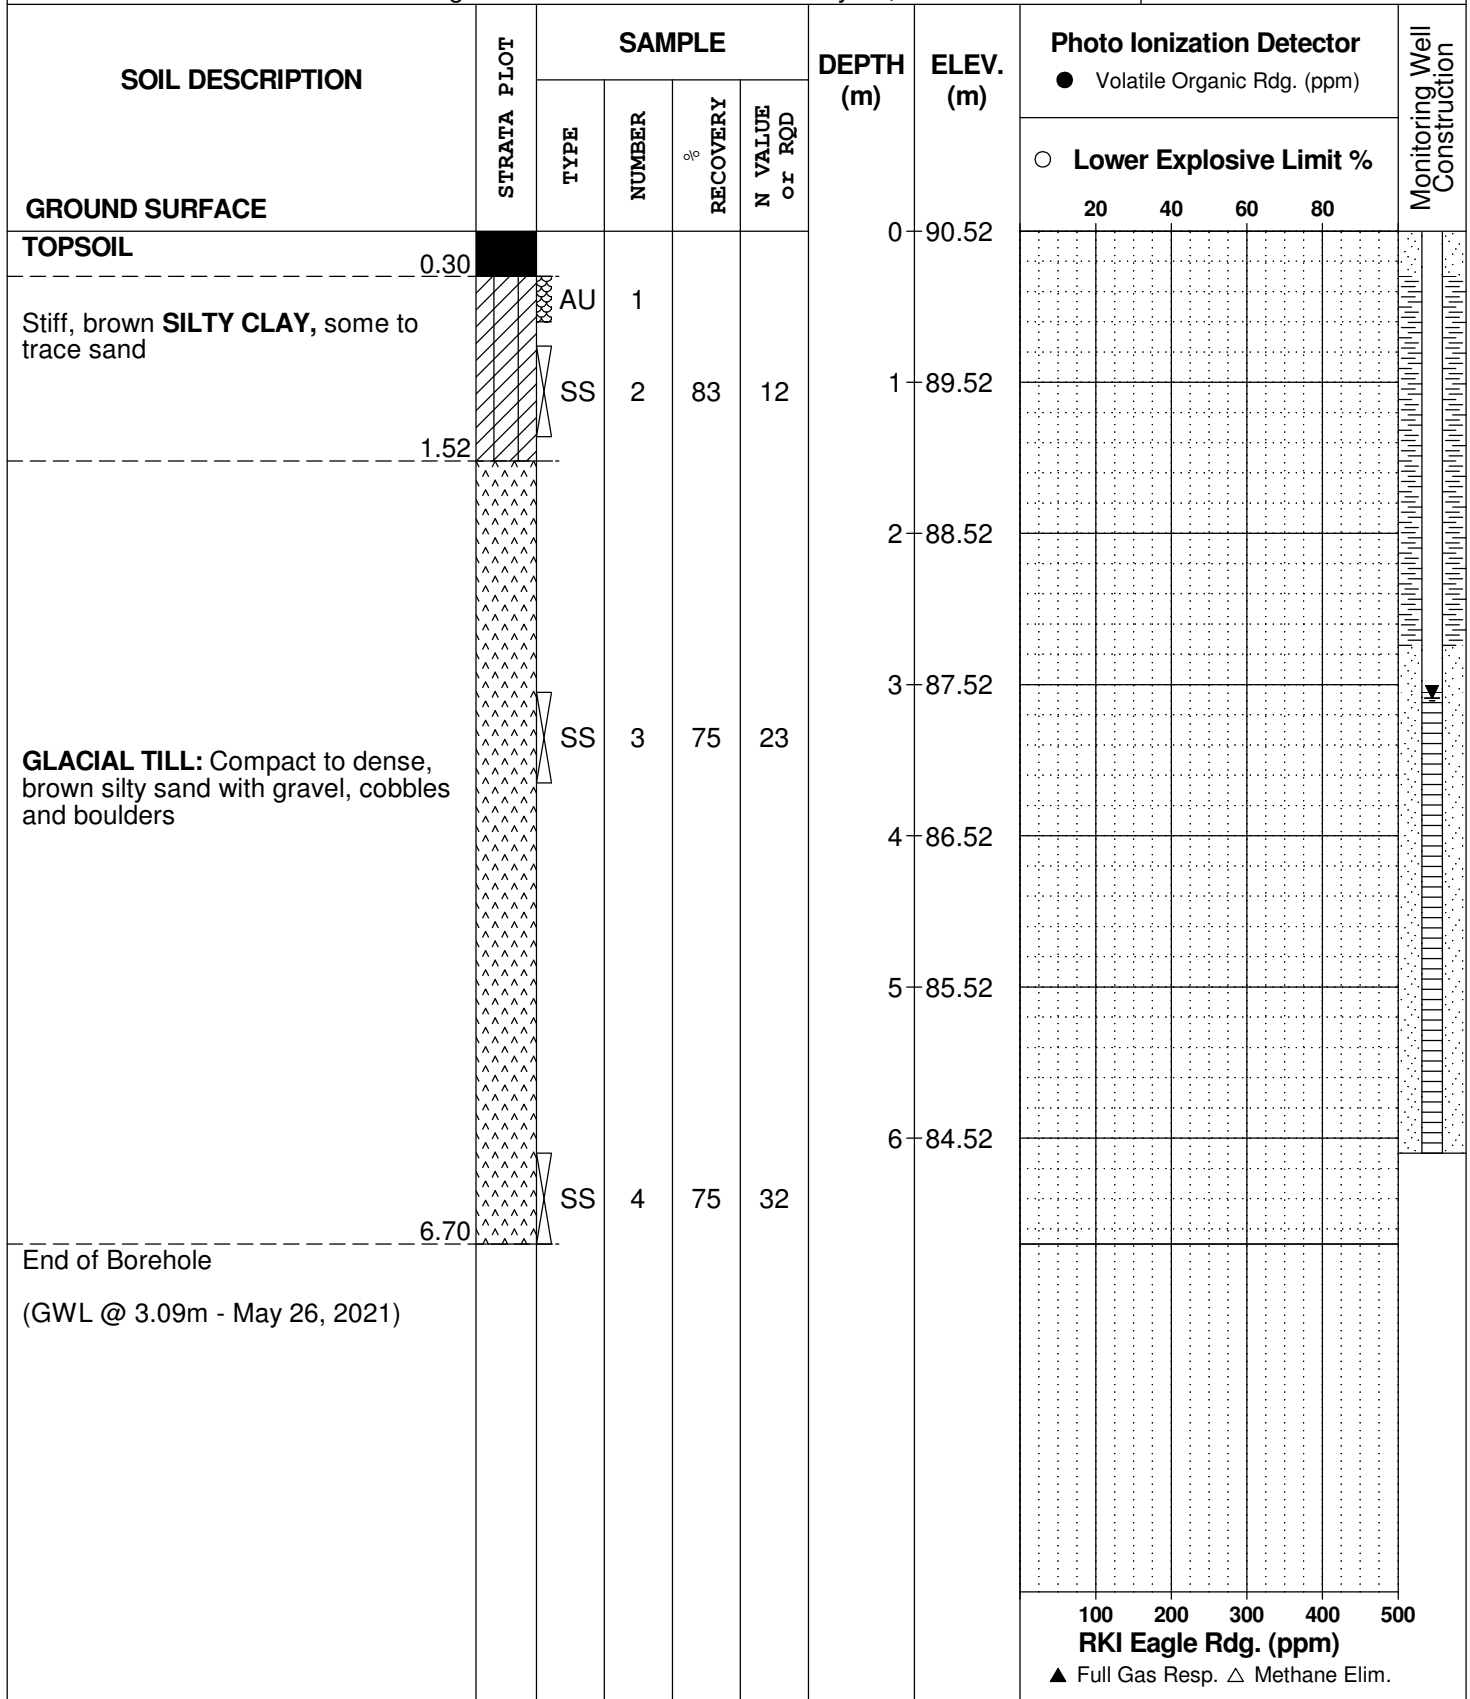 SOIL DESCRIPTION
GROUND SURFACE
STRATA PLOT
SAMPLE
TYPE
NUMBER
%
RECOVERY
N VALUE
or RQD
DEPTH
(m)
ELEV.
(m)
Photo Ionization Detector
● Volatile Organic Rdg. (ppm)
○ Lower Explosive Limit %
20 40 60 80
Monitoring Well
Construction
0 90.52
TOPSOIL
0.30
AU 1
Stiff, brown SILTY CLAY, some to
trace sand
SS 2 83 12
1 89.52
1.52
2 88.52
3 87.52
SS 3 75 23
GLACIAL TILL: Compact to dense,
brown silty sand with gravel, cobbles
and boulders
4 86.52
5 85.52
6 84.52
SS 4 75 32
6.70
End of Borehole
(GWL @ 3.09m - May 26, 2021)
100 200 300 400 500
RKI Eagle Rdg. (ppm)
▲ Full Gas Resp. △ Methane Elim.